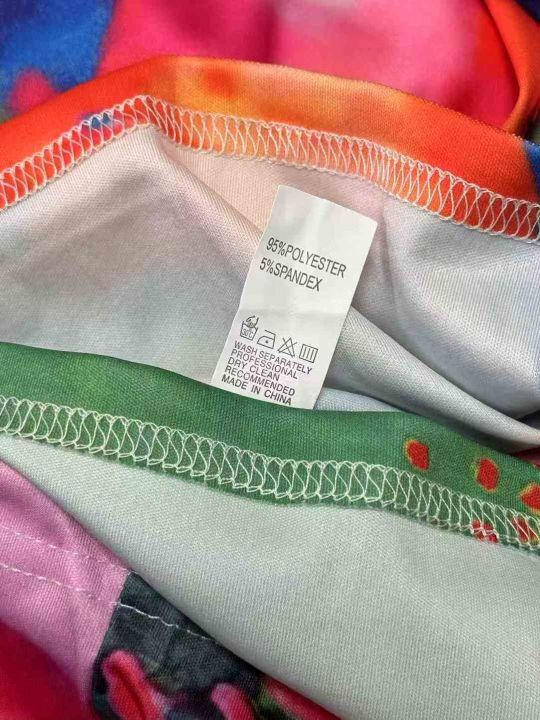 95%POLYESTER
5%SPANDEX
WASH SEPARATELY
PROFESSIONAL
DRY CLEAN
RECOMMENDED
MADE IN CHINA